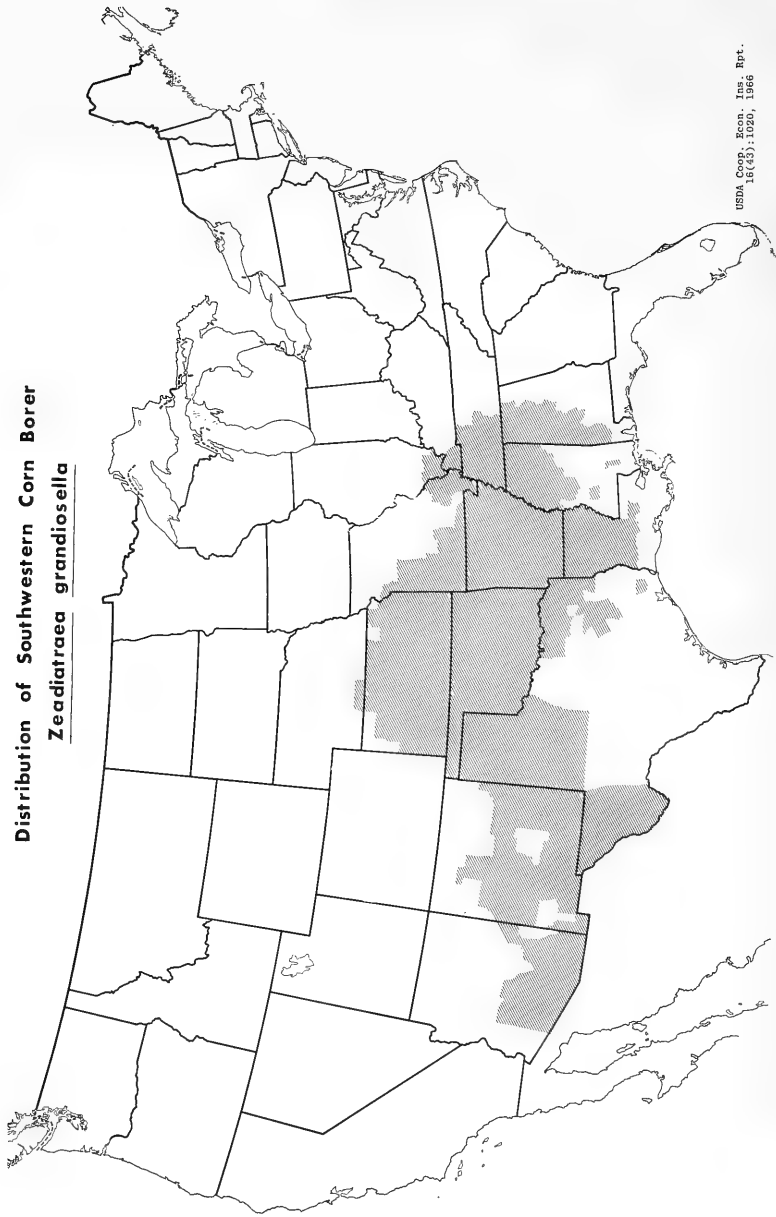 Distribution of Southwestern Corn Borer
Zeadiatraea grandiosella
USDA Coop. Econ. Ins. Rpt.
16(43):1020, 1966